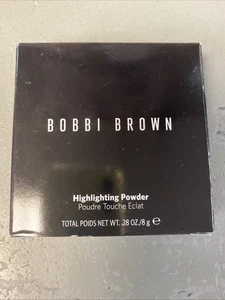 BOBBI BROWN
Highlighting Powder
Poudre Touche Eclat
TOTAL POIDS NET WT. .28 OZ./8 g ℮